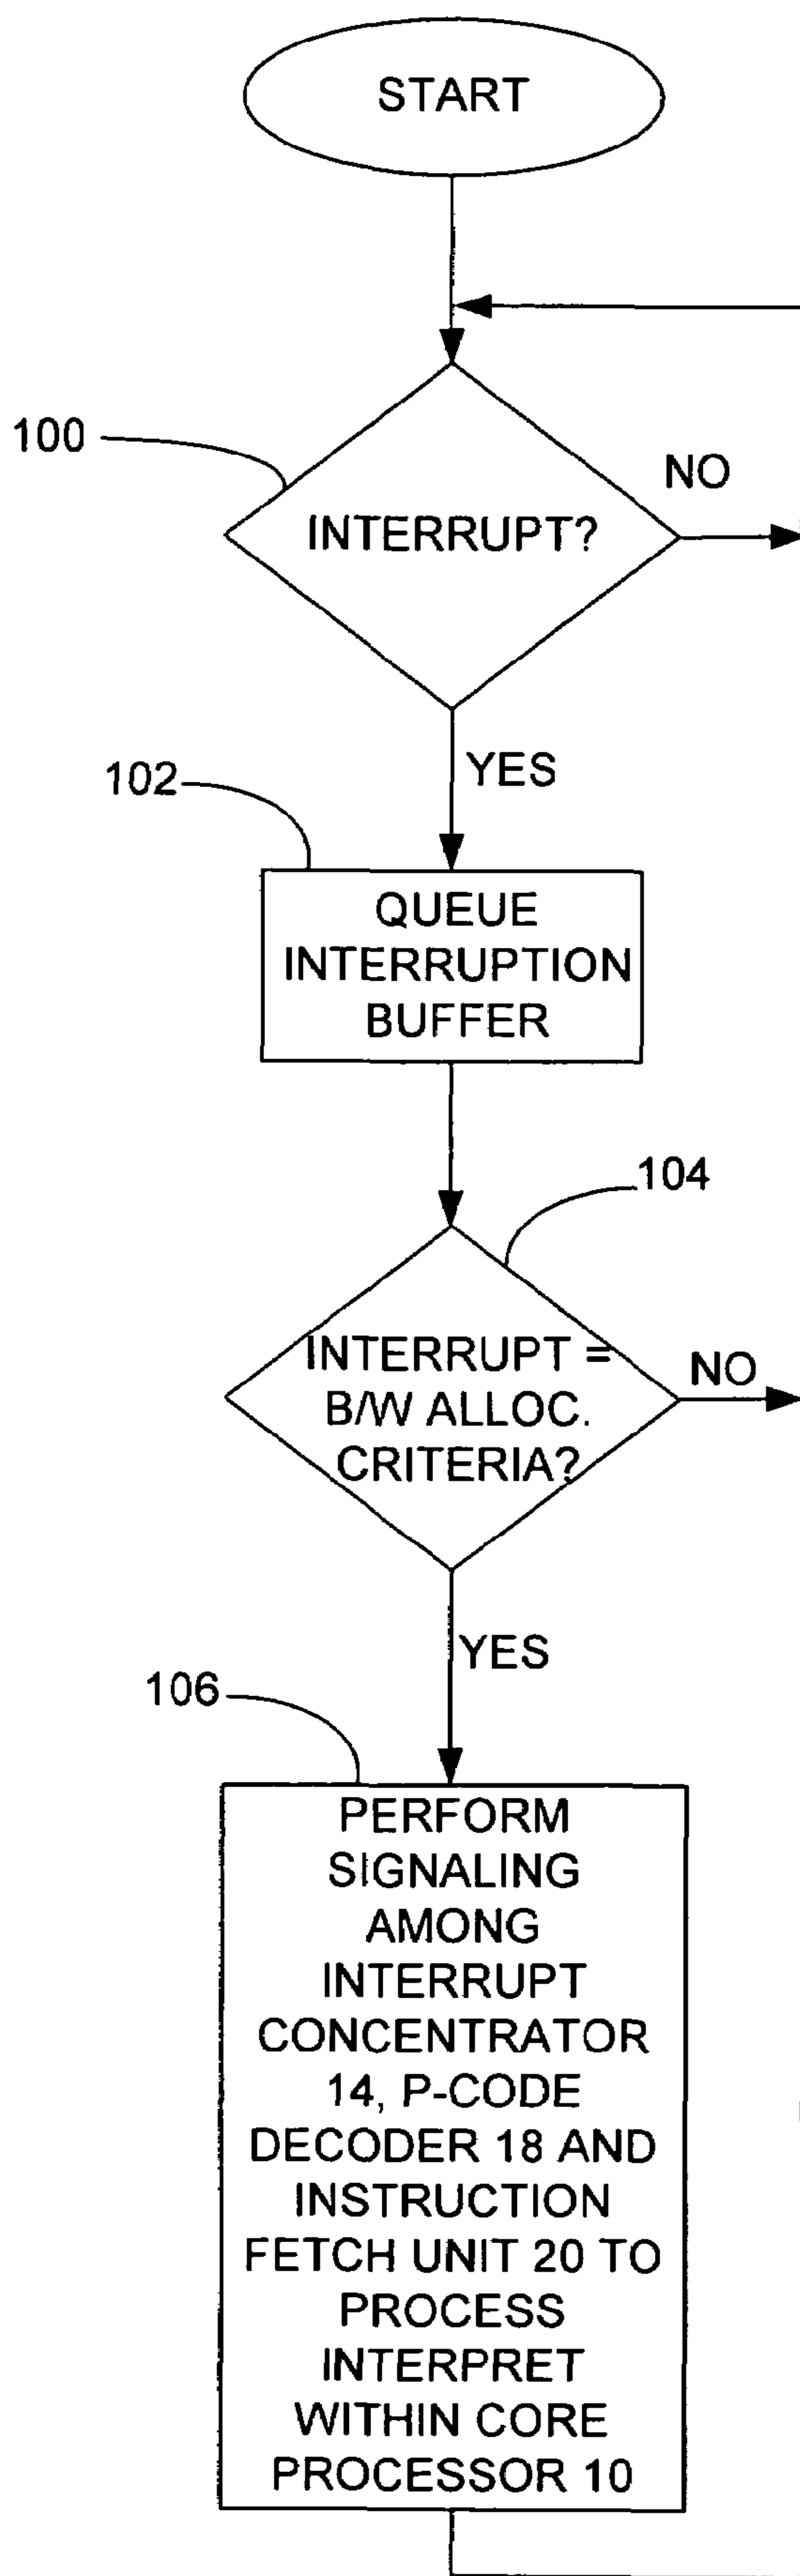 START
100
NO
INTERRUPT?
YES
102
QUEUE
INTERRUPTION
BUFFER
104
INTERRUPT =
B/W ALLOC.
CRITERIA?
NO
YES
106
PERFORM
SIGNALING
AMONG
INTERRUPT
CONCENTRATOR
14, P-CODE
DECODER 18 AND
INSTRUCTION
FETCH UNIT 20 TO
PROCESS
INTERPRET
WITHIN CORE
PROCESSOR 10